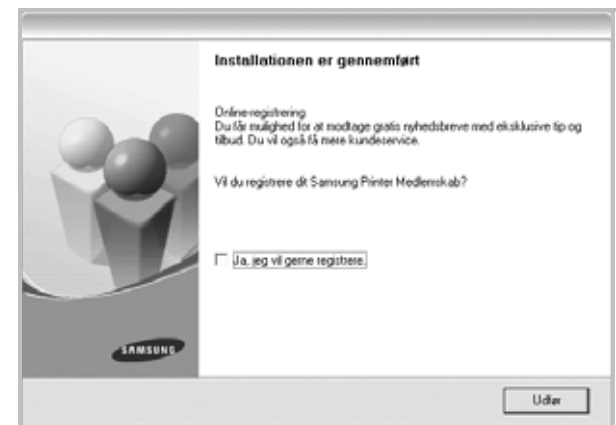 Installationen er gennemført
Online-registrering
Du får mulighed for at modtage gratis nyhedsbreve med eksklusive tip og
tilbud. Du vil også få mere kundeservice.
Vil du registrere dit Samsung Printer Medlemskab?
Ja, jeg vil gerne registrere.
SAMSUNG
Udfør